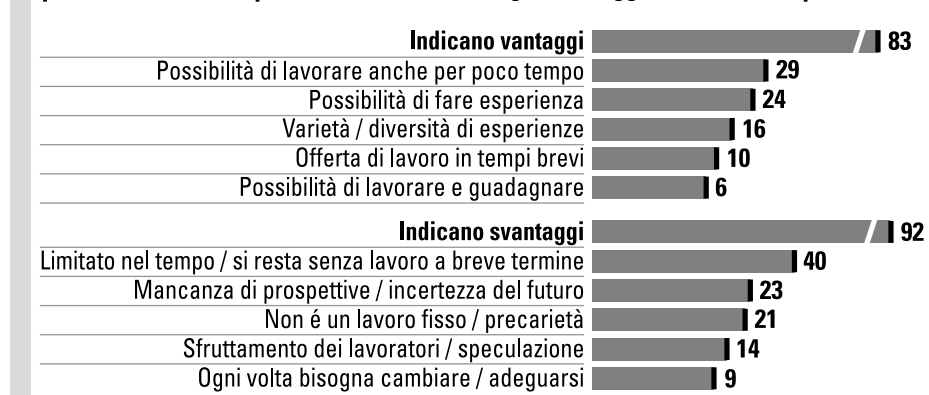 Indicano vantaggi 83
Possibilità di lavorare anche per poco tempo 29
Possibilità di fare esperienza 24
Varietà / diversità di esperienze 16
Offerta di lavoro in tempi brevi 10
Possibilità di lavorare e guadagnare 6
Indicano svantaggi 92
Limitato nel tempo / si resta senza lavoro a breve termine 40
Mancanza di prospettive / incertezza del futuro 23
Non é un lavoro fisso / precarietà 21
Sfruttamento dei lavoratori / speculazione 14
Ogni volta bisogna cambiare / adeguarsi 9